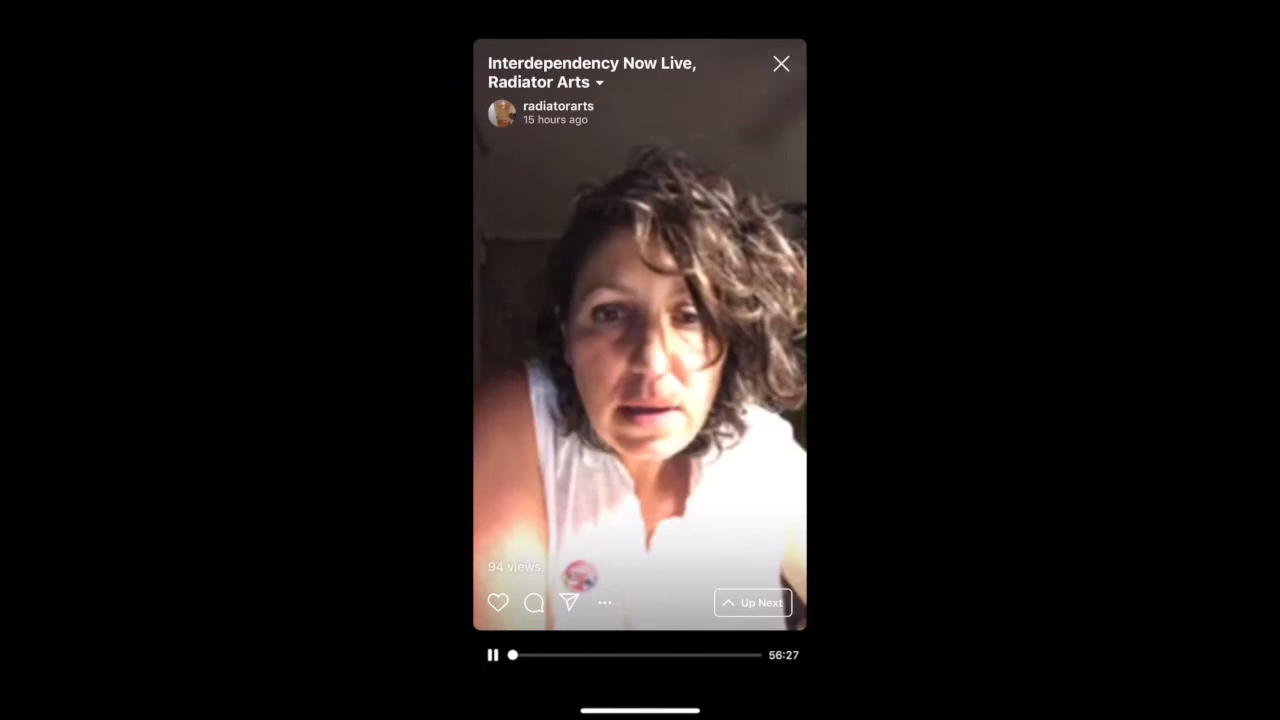 Interdependency Now Live,
Radiator Arts
radiatorarts
15 hours ago
94 views
Up Next
56:27